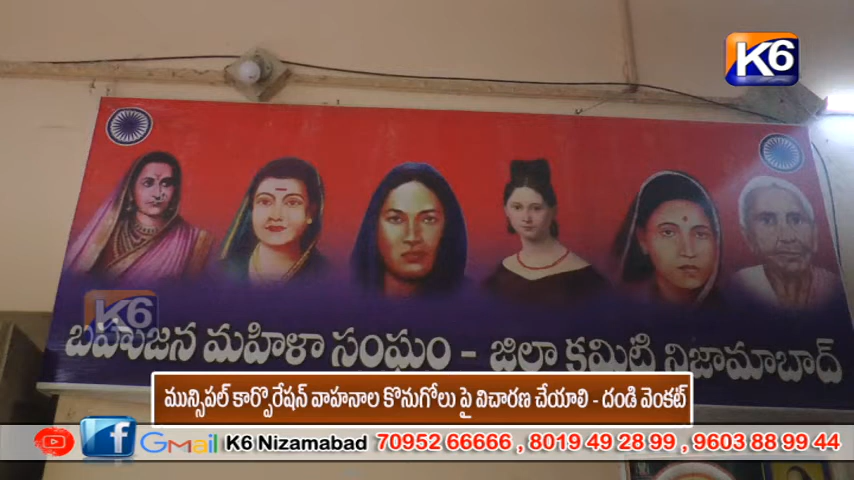 K6
K6
బహుజన మహిళా సంఘం - జిలా కమిటి నిజామాబాద్
మున్సిపల్ కార్పొరేషన్ వాహనాల కొనుగోలు పై విచారణ చేయాలి - దండి వెంకట్
f Gmail K6 Nizamabad 70952 66666 , 8019 49 28 99 , 9603 88 99 44